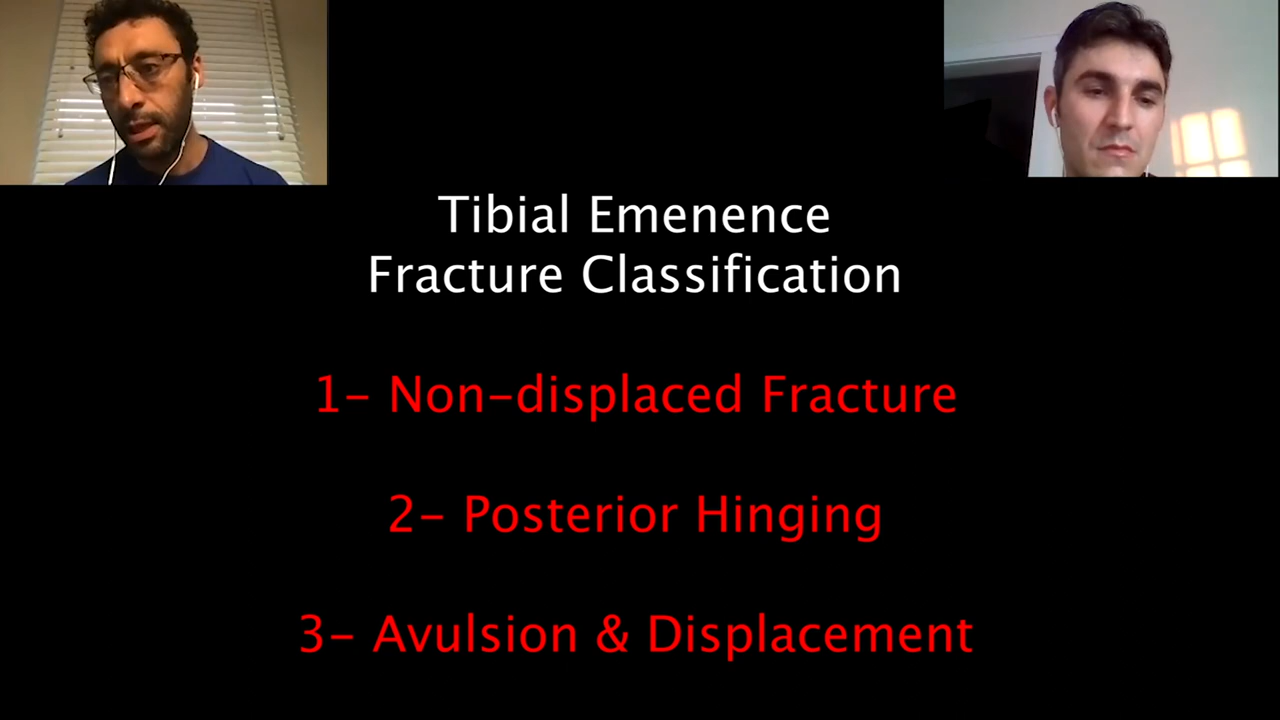 Tibial Emenence
Fracture Classification
1- Non-displaced Fracture
2- Posterior Hinging
3- Avulsion & Displacement